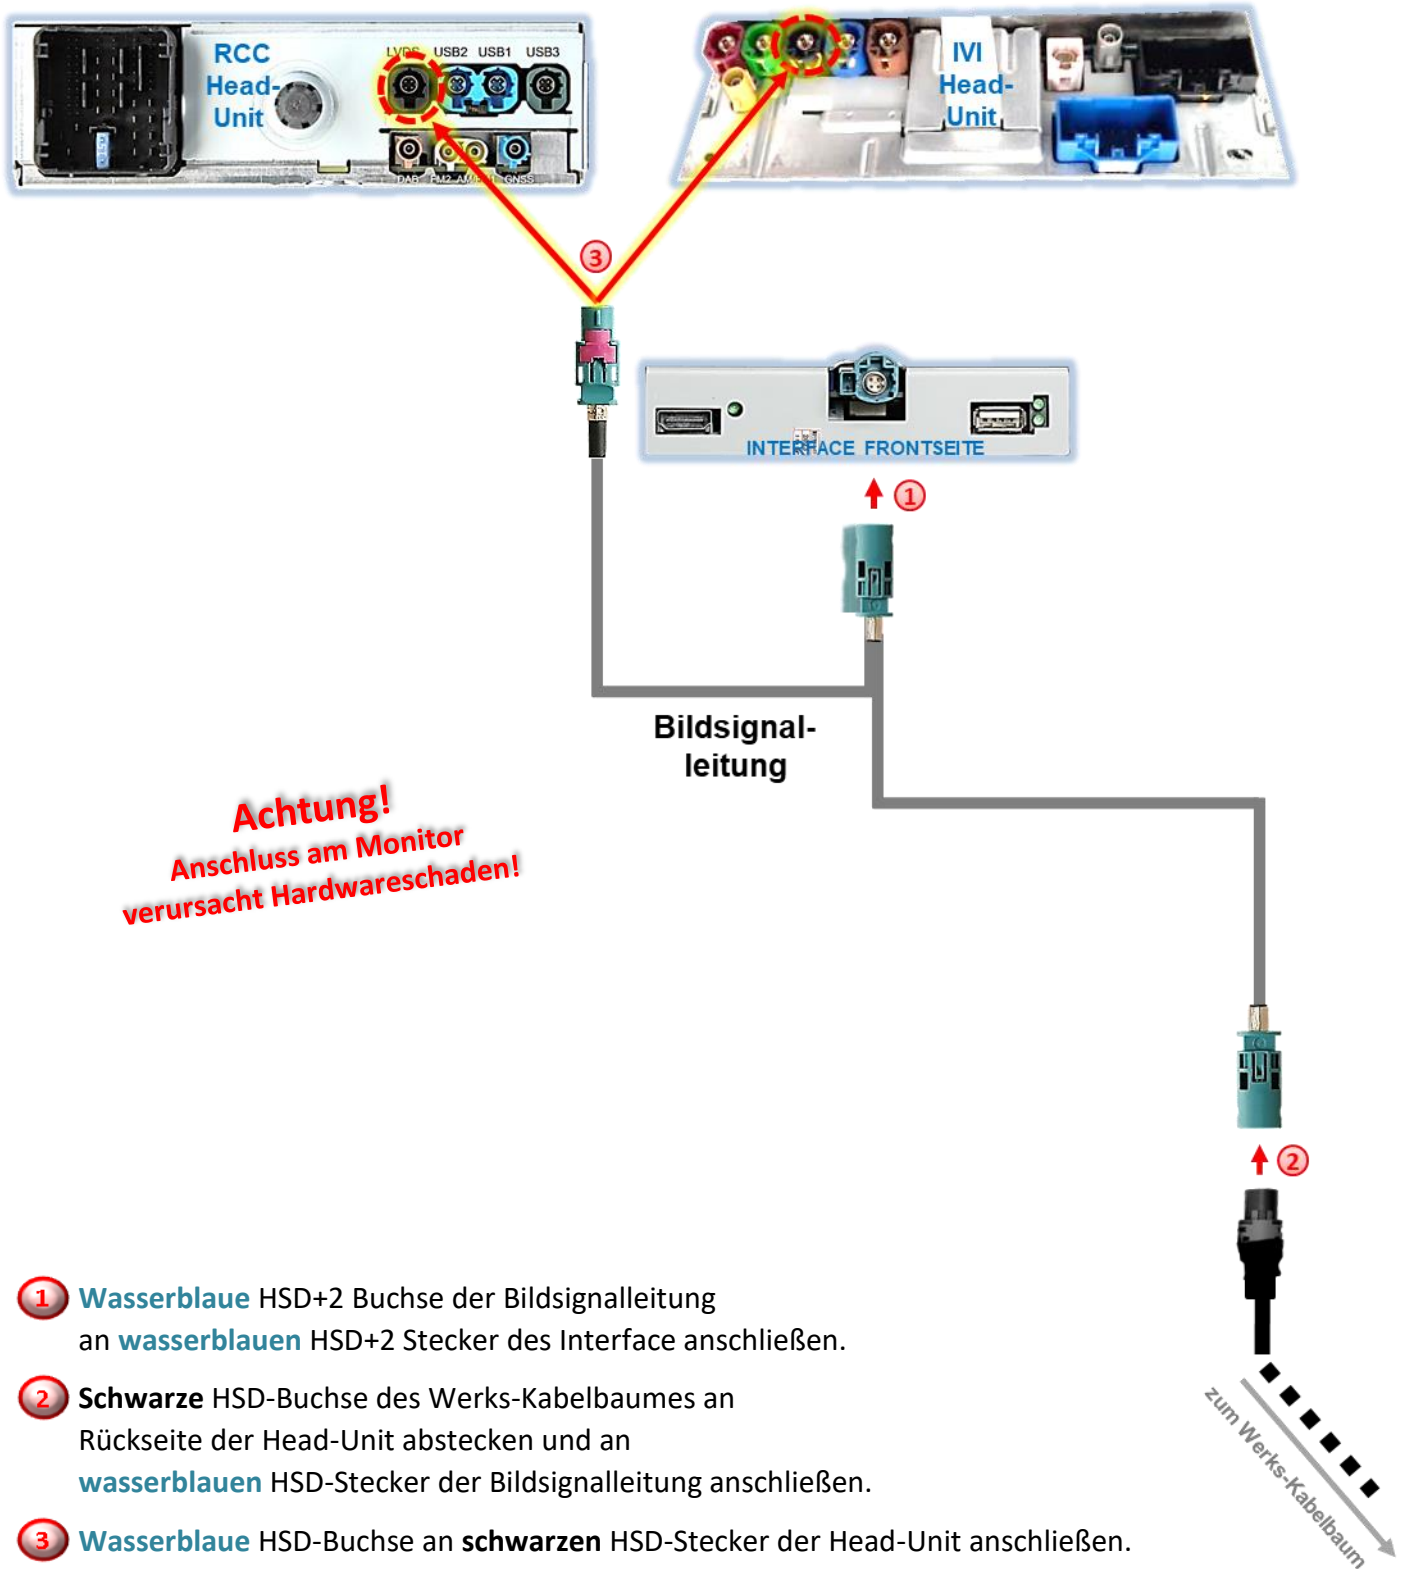 RCC
Head-
Unit
LVDS USB2 USB1 USB3
DAB FM2 AM/FM1 GNSS
IVI
Head-
Unit
3
INTERFACE FRONTSEITE
1
Bildsignal-
leitung
Achtung!
Anschluss am Monitor
verursacht Hardwareschaden!
2
1 Wasserblaue HSD+2 Buchse der Bildsignalleitung
an wasserblauen HSD+2 Stecker des Interface anschließen.
2 Schwarze HSD-Buchse des Werks-Kabelbaumes an
Rückseite der Head-Unit abstecken und an
wasserblauen HSD-Stecker der Bildsignalleitung anschließen.
3 Wasserblaue HSD-Buchse an schwarzen HSD-Stecker der Head-Unit anschließen.
zum Werks-Kabelbaum